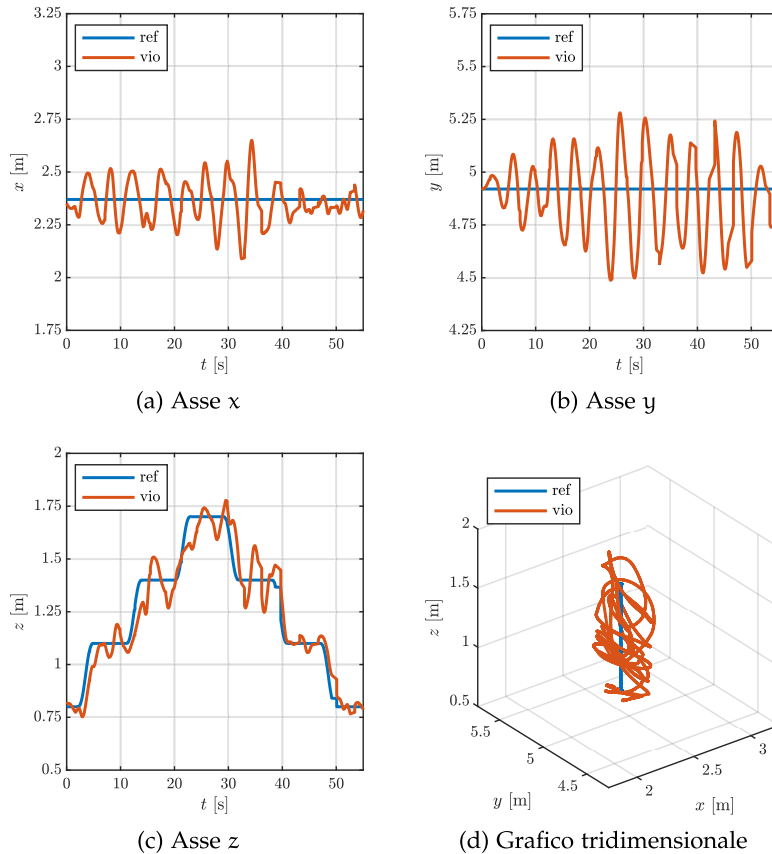 3.25
3
2.75
2.5
2.25
2
1.75
x [m]
ref
vio
0 10 20 30 40 50
t [s]
(a) Asse x
5.75
5.5
5.25
5
4.75
4.5
4.25
y [m]
ref
vio
0 10 20 30 40 50
t [s]
(b) Asse y
2
1.75
1.5
1.25
1
0.75
0.5
z [m]
ref
vio
0 10 20 30 40 50
t [s]
(c) Asse z
ref
vio
2
1.5
1
0.5
z [m]
5.5
5
4.5
y [m]
2
2.5
3
x [m]
(d) Grafico tridimensionale